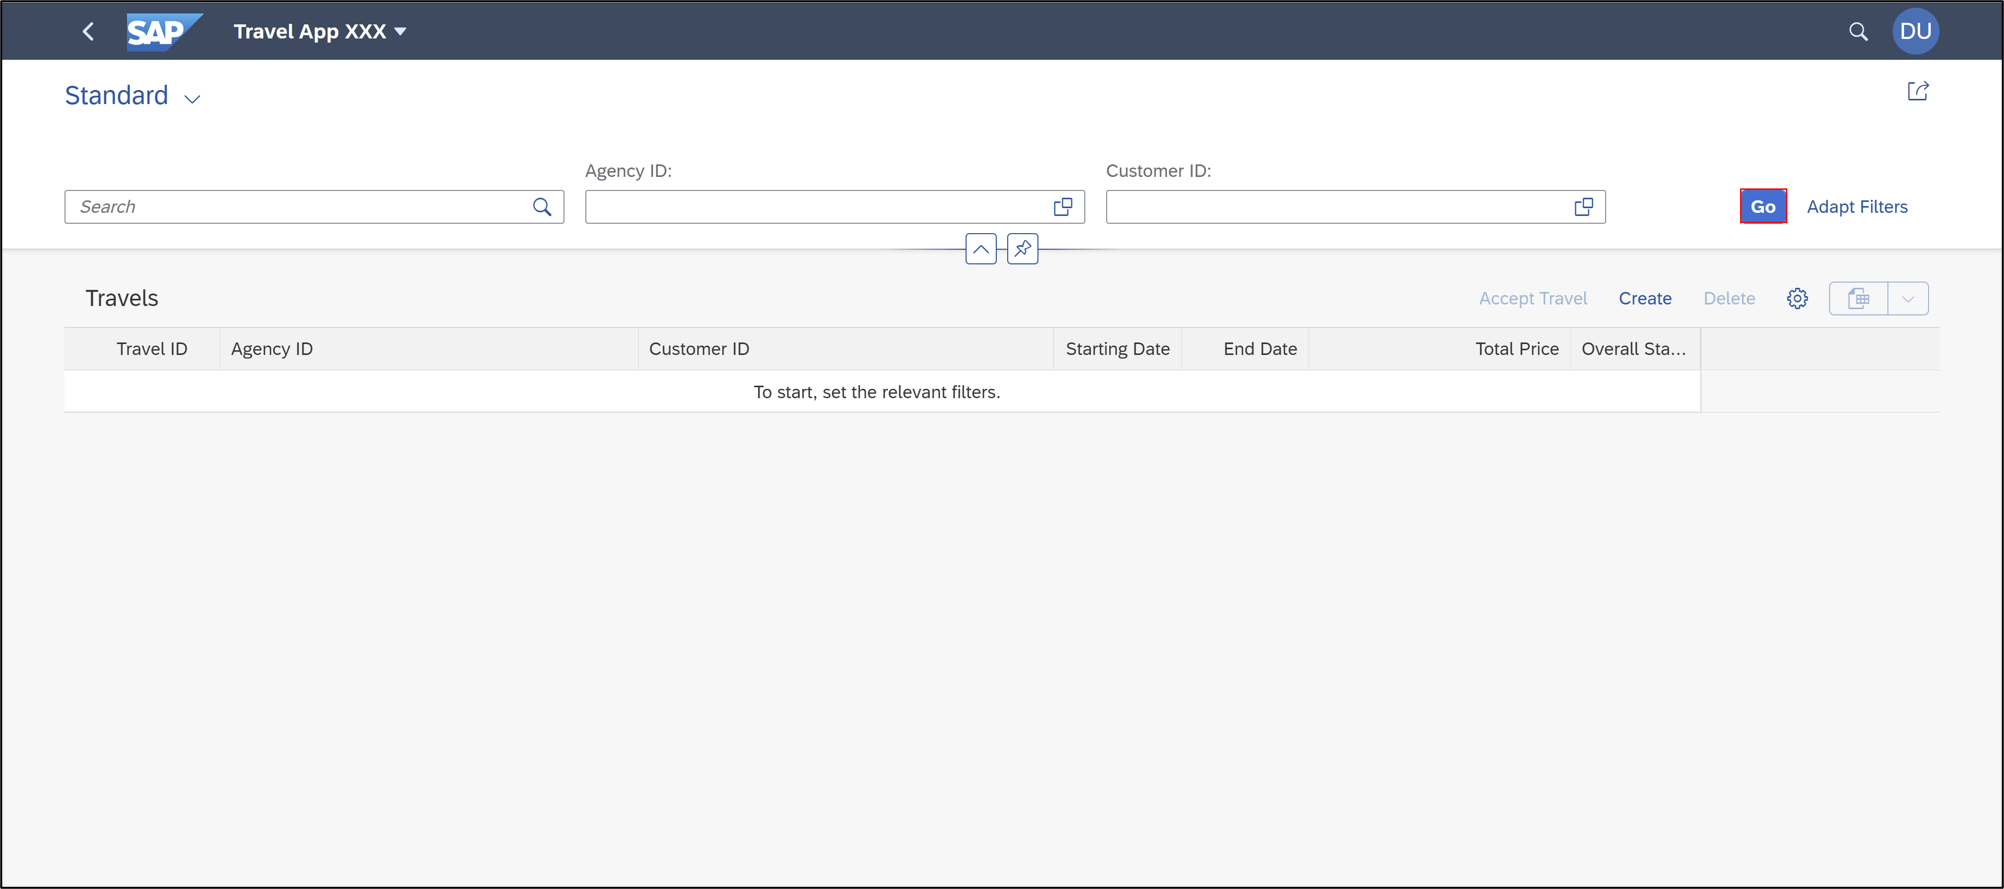 SAP Travel App XXX DU
Standard
Agency ID: Customer ID:
Search Go Adapt Filters
Travels Accept Travel Create Delete
Travel ID Agency ID Customer ID Starting Date End Date Total Price Overall Sta...
To start, set the relevant filters.